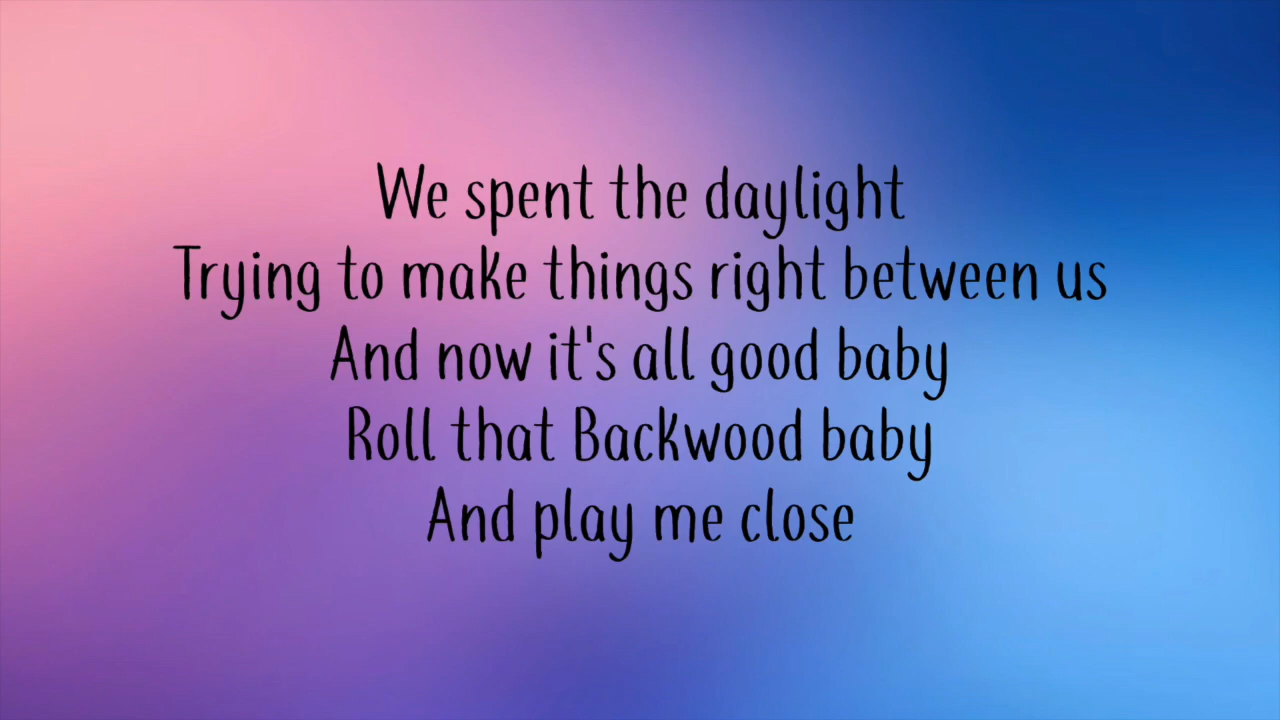 We spent the daylight
Trying to make things right between us
And now it's all good baby
Roll that Backwood baby
And play me close